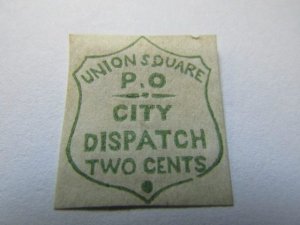 UNION SQUARE
P.O
CITY
DISPATCH
TWO CENTS